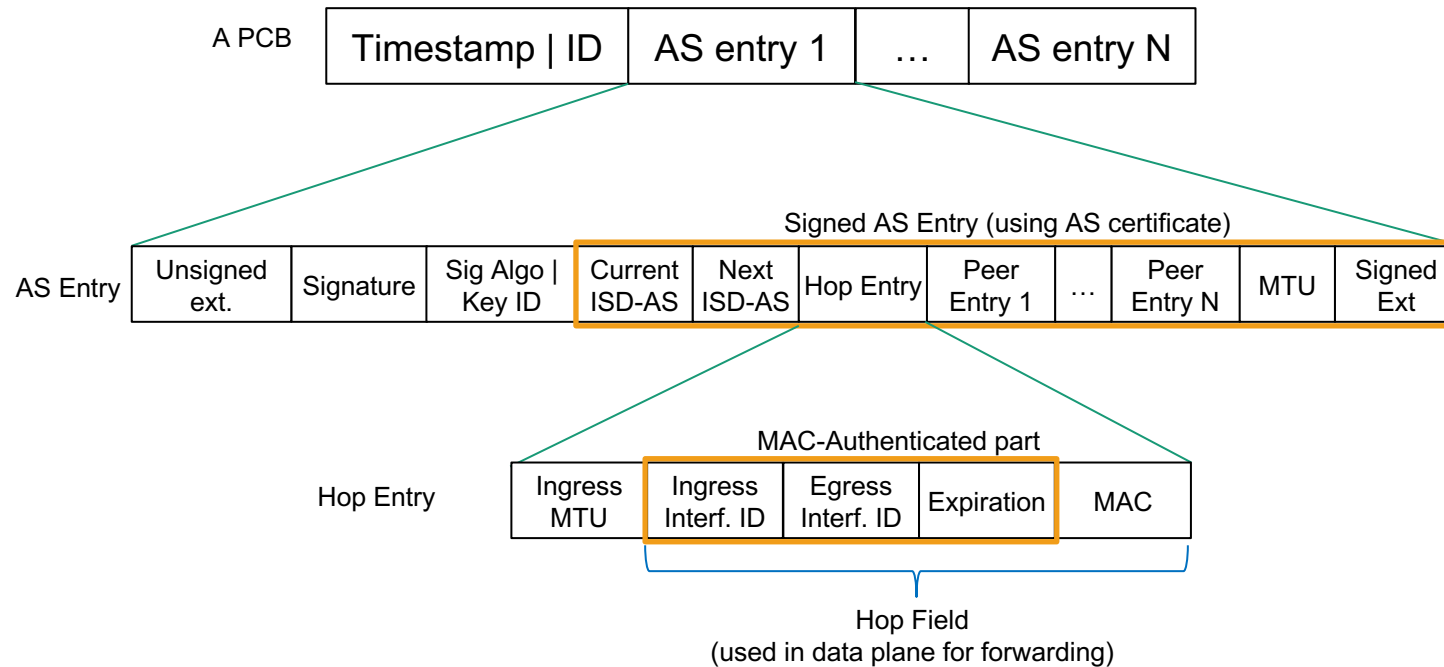 A PCB
Timestamp | ID
AS entry 1
…
AS entry N
Signed AS Entry (using AS certificate)
AS Entry
Unsigned
ext.
Signature
Sig Algo |
Key ID
Current
ISD-AS
Next
ISD-AS
Hop Entry
Peer
Entry 1
…
Peer
Entry N
MTU
Signed
Ext
MAC-Authenticated part
Hop Entry
Ingress
MTU
Ingress
Interf. ID
Egress
Interf. ID
Expiration
MAC
Hop Field
(used in data plane for forwarding)